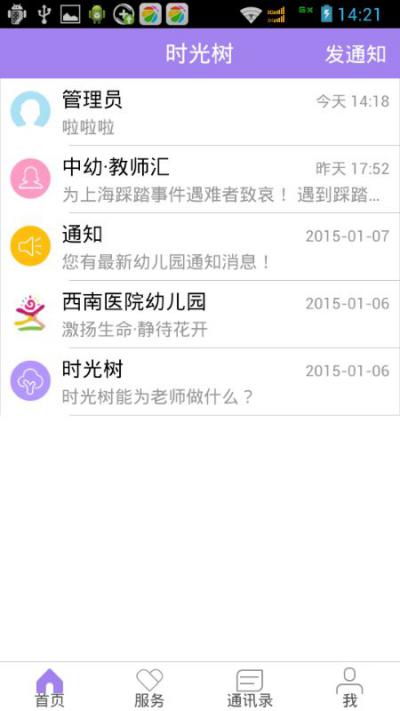 14:21
时光树 发通知
管理员 今天 14:18
啦啦啦
中幼·教师汇 昨天 17:52
为上海踩踏事件遇难者致哀！ 遇到踩踏...
通知 2015-01-07
您有最新幼儿园通知消息！
西南医院幼儿园 2015-01-06
激扬生命·静待花开
时光树 2015-01-06
时光树能为老师做什么？
首页 服务 通讯录 我